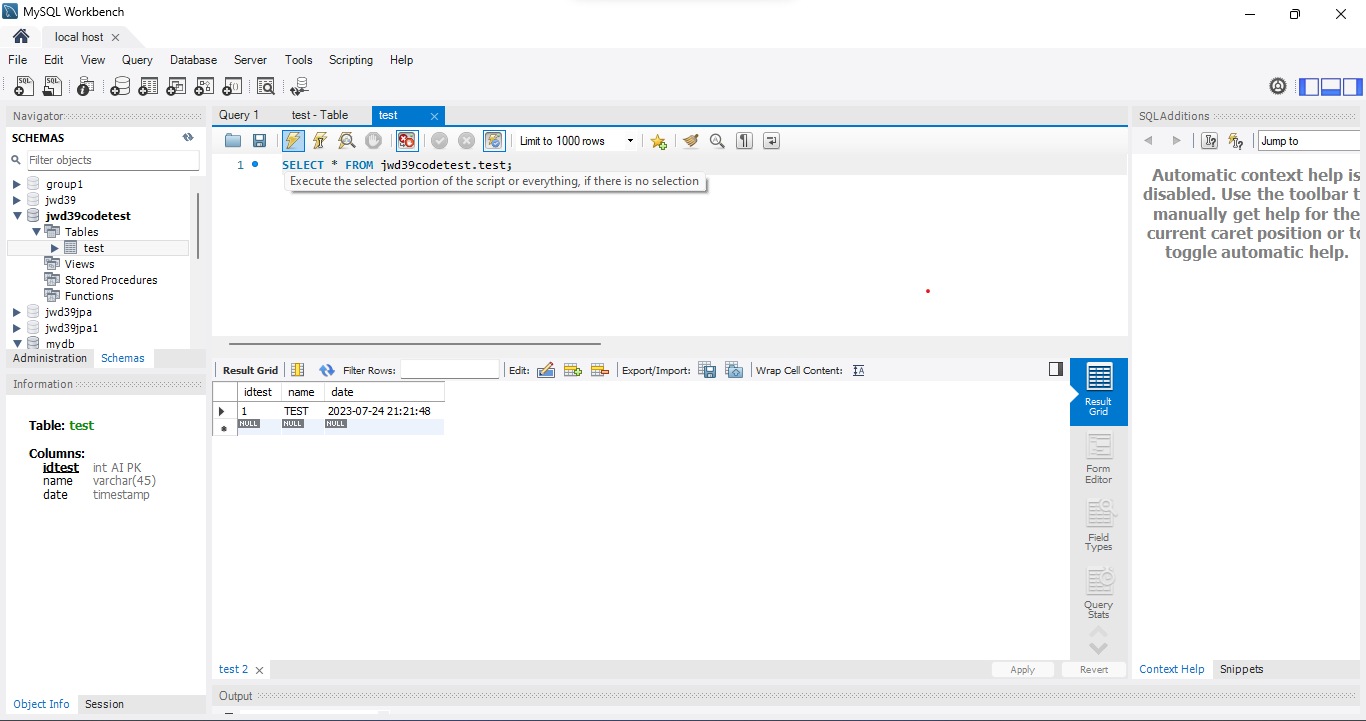 MySQL Workbench
local host
File Edit View Query Database Server Tools Scripting Help
Navigator
SCHEMAS
Filter objects
group1
jwd39
jwd39codetest
Tables
test
Views
Stored Procedures
Functions
jwd39jpa
jwd39jpa1
mydb
Administration Schemas
Information
Table: test
Columns:
idtest int AI PK
name varchar(45)
date timestamp
Object Info Session
Query 1 test - Table test
Limit to 1000 rows
1 SELECT * FROM jwd39codetest.test;
Execute the selected portion of the script or everything, if there is no selection
Result Grid Filter Rows: Edit: Export/Import: Wrap Cell Content:
idtest name date
1 TEST 2023-07-24 21:21:48
NULL NULL NULL
Result
Grid
Form
Editor
Field
Types
Query
Stats
test 2 Apply Revert
Output
SQLAdditions
Jump to
Automatic context help is
disabled. Use the toolbar t
manually get help for the
current caret position or to
toggle automatic help.
Context Help Snippets